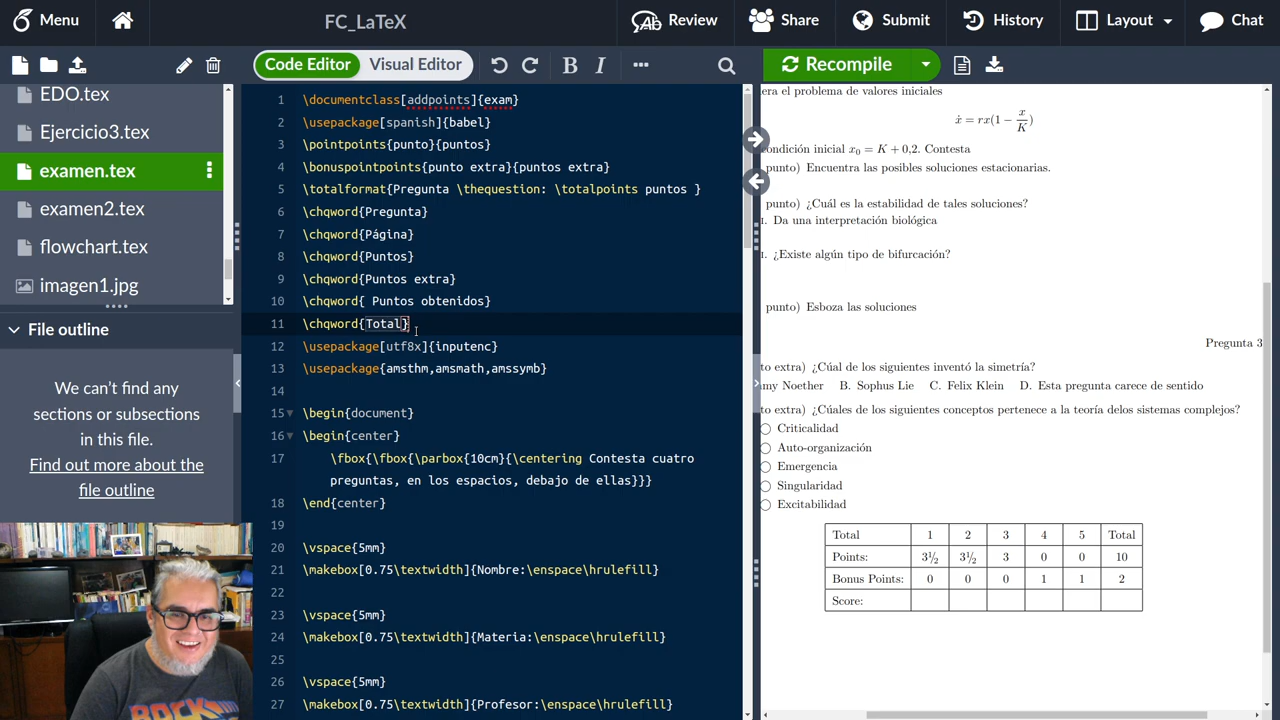 Menu
FC_LaTeX
Review
Share
Submit
History
Layout
Chat
Code Editor
Visual Editor
Recompile
EDO.tex
Ejercicio3.tex
examen.tex
examen2.tex
flowchart.tex
imagen1.jpg
File outline
We can't find any
sections or subsections
in this file.
Find out more about the
file outline
1 \documentclass[addpoints]{exam}
2 \usepackage[spanish]{babel}
3 \pointpoints{punto}{puntos}
4 \bonuspointpoints{punto extra}{puntos extra}
5 \totalformat{Pregunta \thequestion: \totalpoints puntos }
6 \chqword{Pregunta}
7 \chqword{Página}
8 \chqword{Puntos}
9 \chqword{Puntos extra}
10 \chqword{ Puntos obtenidos}
11 \chqword{Total}
12 \usepackage[utf8x]{inputenc}
13 \usepackage{amsthm,amsmath,amssymb}
14
15 \begin{document}
16 \begin{center}
17 \fbox{\fbox{\parbox{10cm}{\centering Contesta cuatro
preguntas, en los espacios, debajo de ellas}}}
18 \end{center}
19
20 \vspace{5mm}
21 \makebox[0.75\textwidth]{Nombre:\enspace\hrulefill}
22
23 \vspace{5mm}
24 \makebox[0.75\textwidth]{Materia:\enspace\hrulefill}
25
26 \vspace{5mm}
27 \makebox[0.75\textwidth]{Profesor:\enspace\hrulefill}
era el problema de valores iniciales
ẋ = rx(1 − x/K)
condición inicial x₀ = K + 0,2. Contesta
punto) Encuentra las posibles soluciones estacionarias.
punto) ¿Cuál es la estabilidad de tales soluciones?
I. Da una interpretación biológica
I. ¿Existe algún tipo de bifurcación?
punto) Esboza las soluciones
Pregunta 3
to extra) ¿Cúal de los siguientes inventó la simetría?
my Noether B. Sophus Lie C. Felix Klein D. Esta pregunta carece de sentido
to extra) ¿Cúales de los siguientes conceptos pertenece a la teoría delos sistemas complejos?
Criticalidad
Auto-organización
Emergencia
Singularidad
Excitabilidad
Total 1 2 3 4 5 Total
Points: 3½ 3½ 3 0 0 10
Bonus Points: 0 0 0 1 1 2
Score: